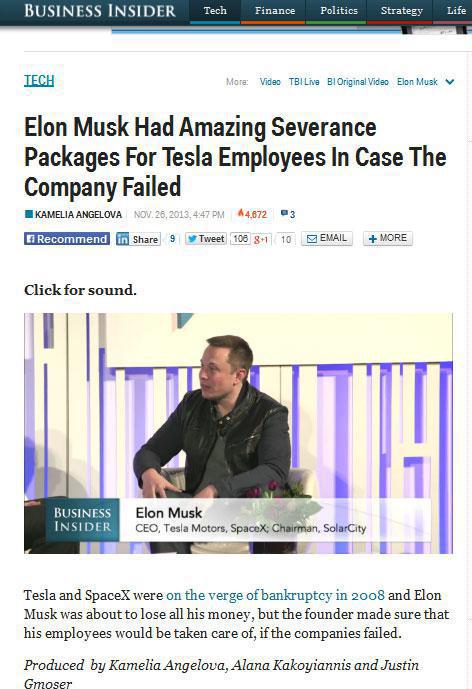 BUSINESS INSIDER Tech Finance Politics Strategy Life
TECH More: Video TBI Live BI Original Video Elon Musk
Elon Musk Had Amazing Severance
Packages For Tesla Employees In Case The
Company Failed
KAMELIA ANGELOVA NOV. 26, 2013, 4:47 PM 4,672 3
Recommend in Share 9 Tweet 106 g+1 10 EMAIL + MORE
Click for sound.
BUSINESS
INSIDER
Elon Musk
CEO, Tesla Motors, SpaceX; Chairman, SolarCity
Tesla and SpaceX were on the verge of bankruptcy in 2008 and Elon
Musk was about to lose all his money, but the founder made sure that
his employees would be taken care of, if the companies failed.
Produced by Kamelia Angelova, Alana Kakoyiannis and Justin
Gmoser